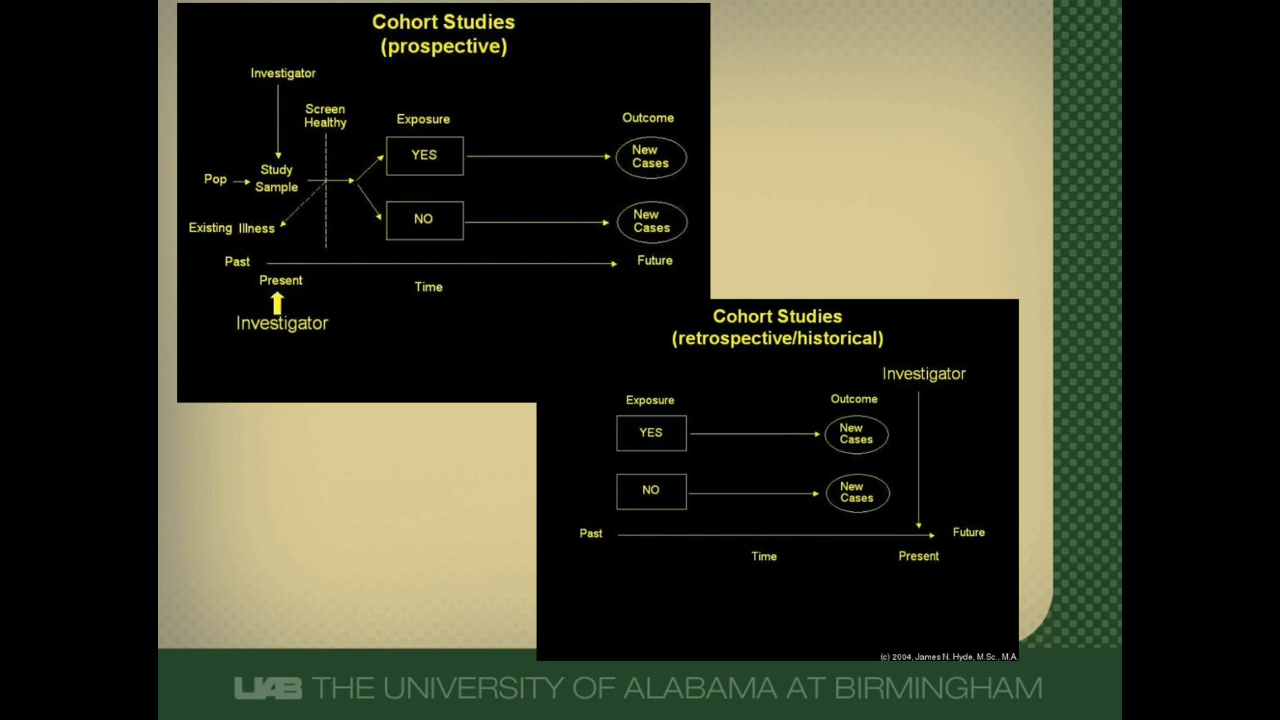 Cohort Studies
(prospective)
Investigator
Screen
Healthy
Exposure
Outcome
YES
New
Cases
Pop
Study
Sample
NO
New
Cases
Existing Illness
Past
Future
Present
Time
Investigator
Cohort Studies
(retrospective/historical)
Investigator
Exposure
Outcome
YES
New
Cases
NO
New
Cases
Past
Future
Time
Present
(c) 2004, James N. Hyde, M.Sc., M.A.
UAB THE UNIVERSITY OF ALABAMA AT BIRMINGHAM